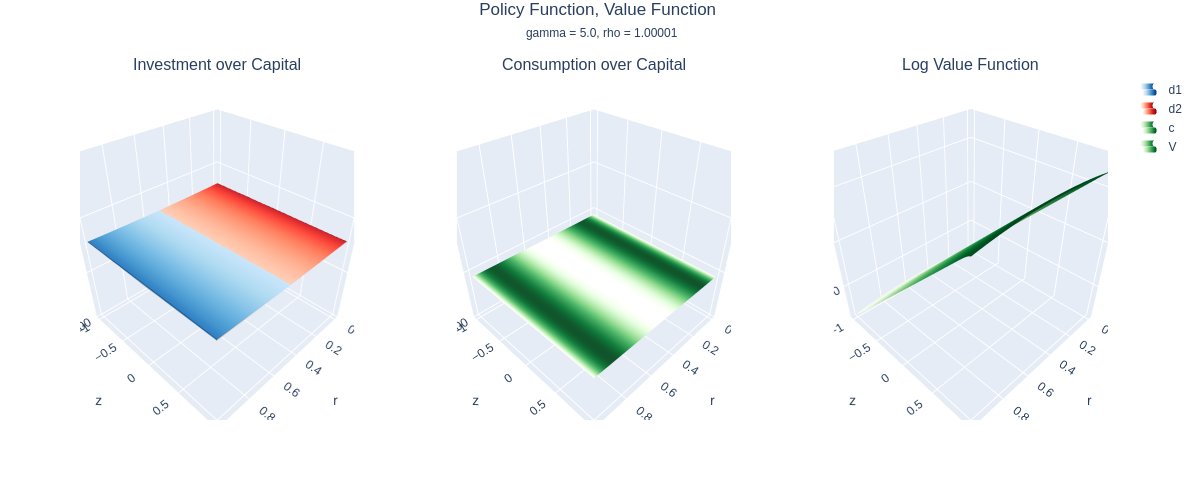 Policy Function, Value Function
gamma = 5.0, rho = 1.00001
Investment over Capital
Consumption over Capital
Log Value Function
d1
d2
c
V
−0.5
0
0.5
z
0.2
0.4
0.6
0.8
r
−0.5
0
0.5
z
0.2
0.4
0.6
0.8
r
0
−1
−0.5
0
0.5
z
0
0.2
0.4
0.6
0.8
r